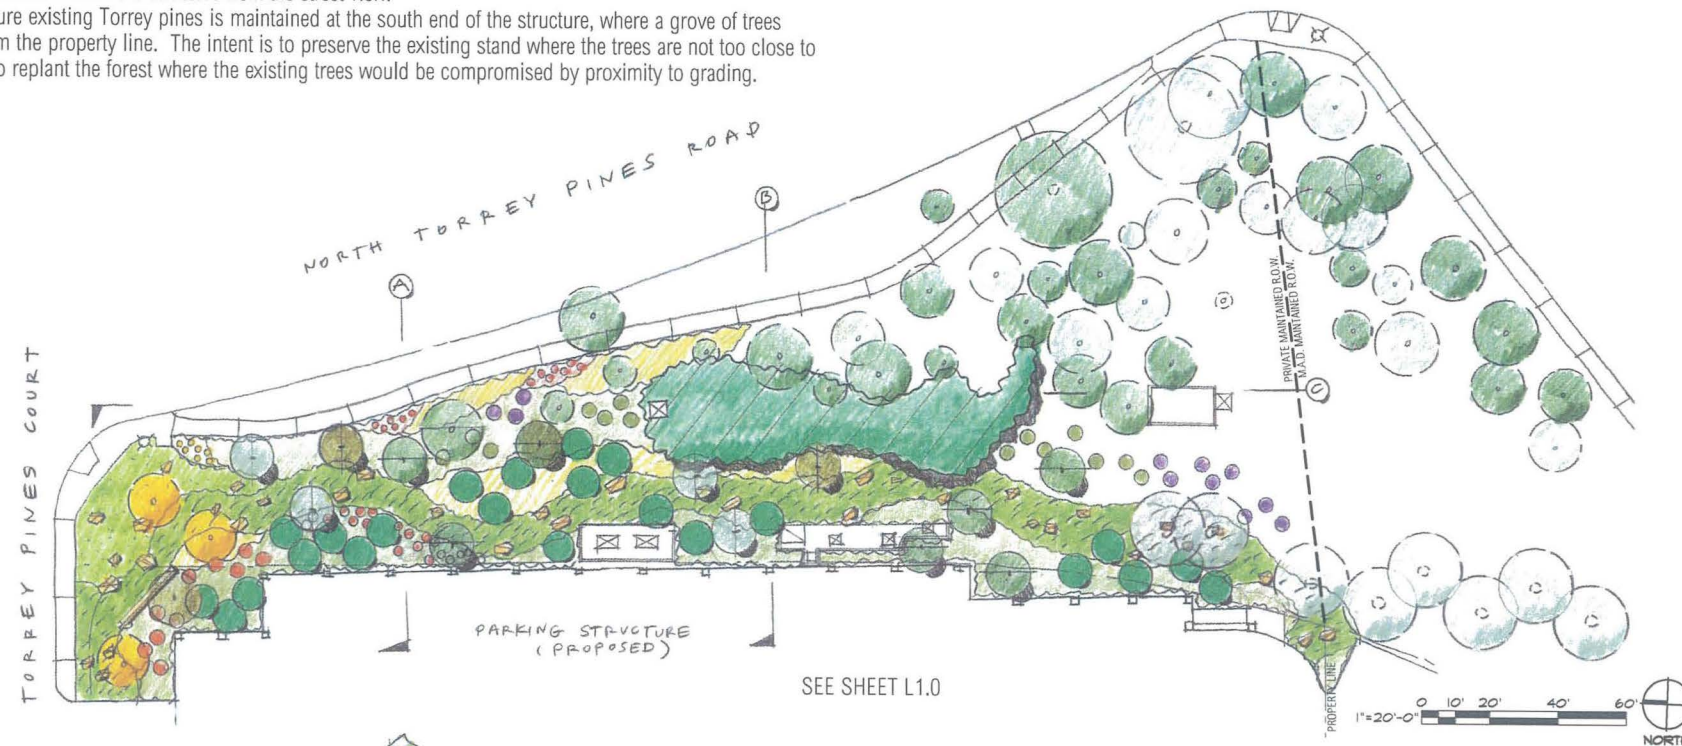 ure existing Torrey pines is maintained at the south end of the structure, where a grove of trees
m the property line. The intent is to preserve the existing stand where the trees are not too close to
o replant the forest where the existing trees would be compromised by proximity to grading.
NORTH TORREY PINES ROAD
A
B
C
PRIVATE MAINTAINED R.O.W.
M.A.D. MAINTAINED R.O.W.
TORREY PINES COURT
PARKING STRUCTURE
(PROPOSED)
SEE SHEET L1.0
PROPERTY LINE
0 10' 20' 40' 60'
1"=20'-0"
NORTH